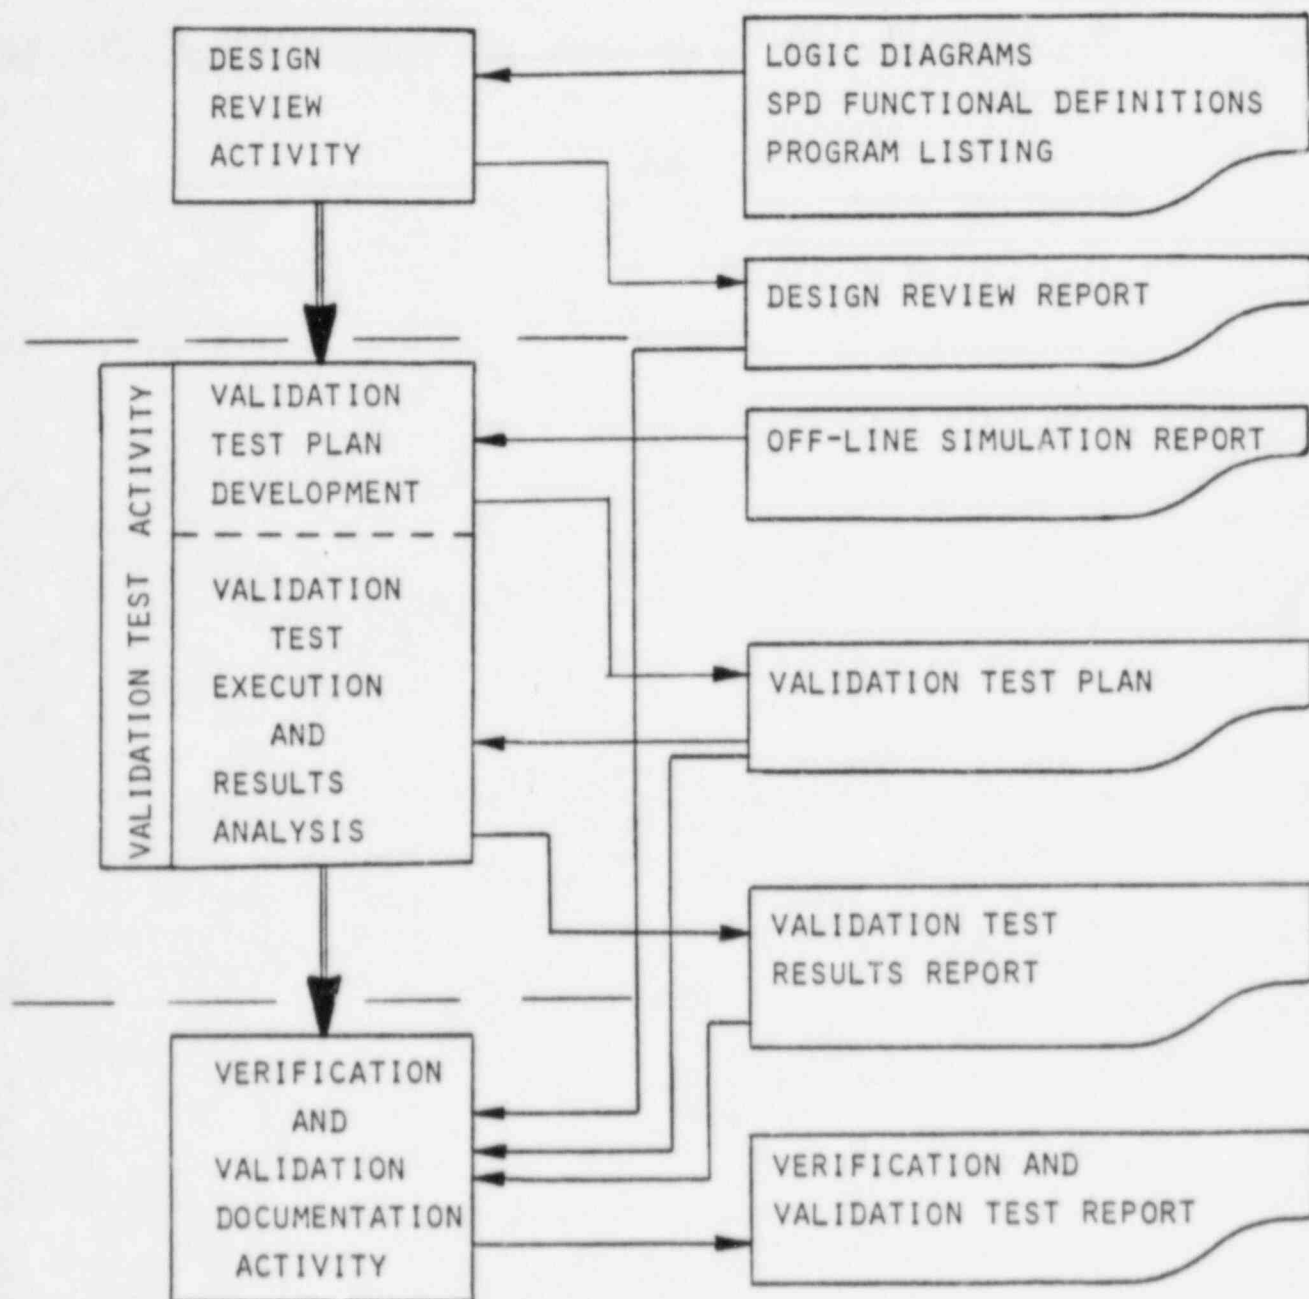 DESIGN
REVIEW
ACTIVITY
LOGIC DIAGRAMS
SPD FUNCTIONAL DEFINITIONS
PROGRAM LISTING
DESIGN REVIEW REPORT
VALIDATION TEST ACTIVITY
VALIDATION
TEST PLAN
DEVELOPMENT
OFF-LINE SIMULATION REPORT
VALIDATION
TEST
EXECUTION
AND
RESULTS
ANALYSIS
VALIDATION TEST PLAN
VALIDATION TEST
RESULTS REPORT
VERIFICATION
AND
VALIDATION
DOCUMENTATION
ACTIVITY
VERIFICATION AND
VALIDATION TEST REPORT